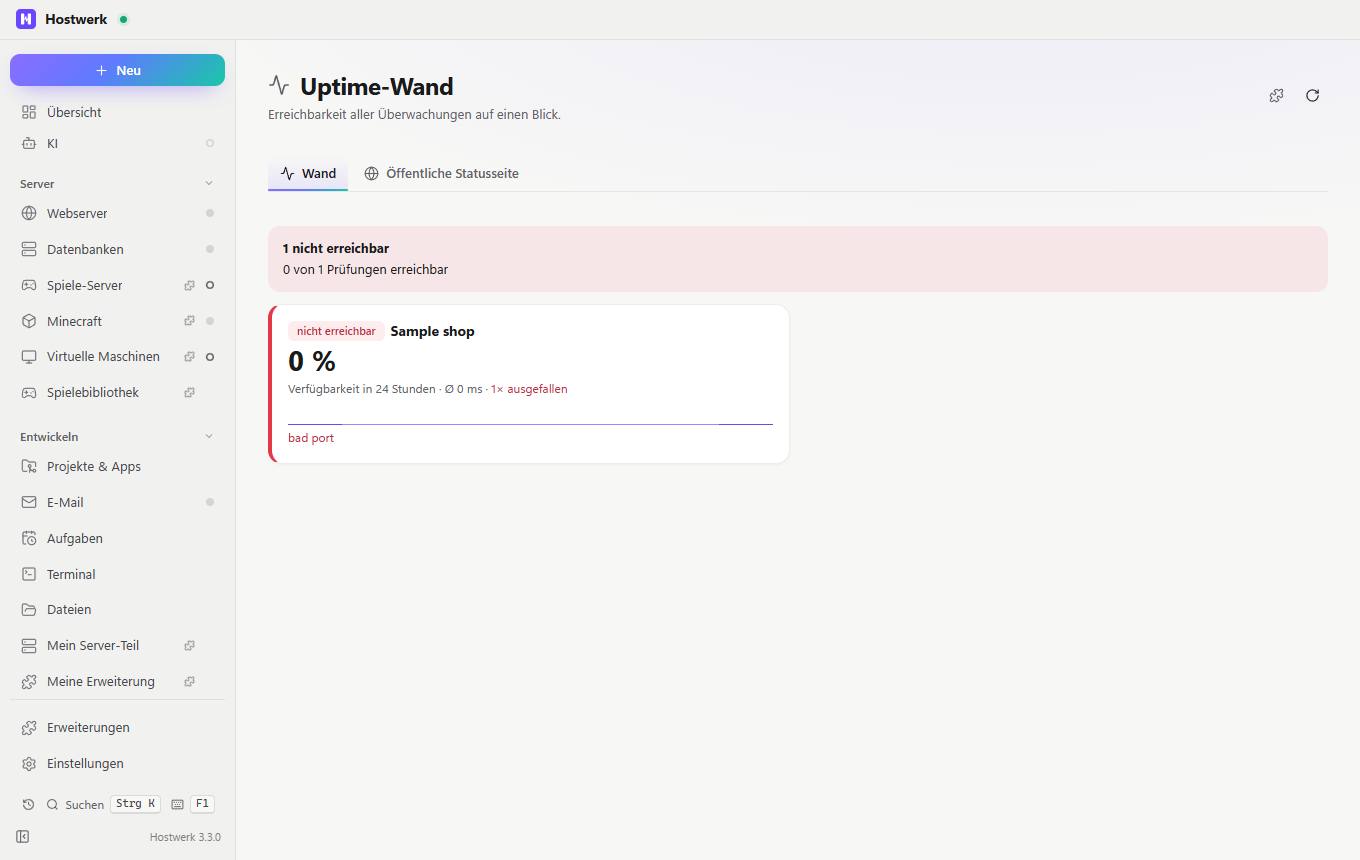 Hostwerk
Neu
Übersicht
KI
Server
Webserver
Datenbanken
Spiele-Server
Minecraft
Virtuelle Maschinen
Spielebibliothek
Entwickeln
Projekte & Apps
E-Mail
Aufgaben
Terminal
Dateien
Mein Server-Teil
Meine Erweiterung
Erweiterungen
Einstellungen
Suchen Strg K F1
Hostwerk 3.3.0
Uptime-Wand
Erreichbarkeit aller Überwachungen auf einen Blick.
Wand Öffentliche Statusseite
1 nicht erreichbar
0 von 1 Prüfungen erreichbar
nicht erreichbar Sample shop
0 %
Verfügbarkeit in 24 Stunden · Ø 0 ms · 1× ausgefallen
bad port